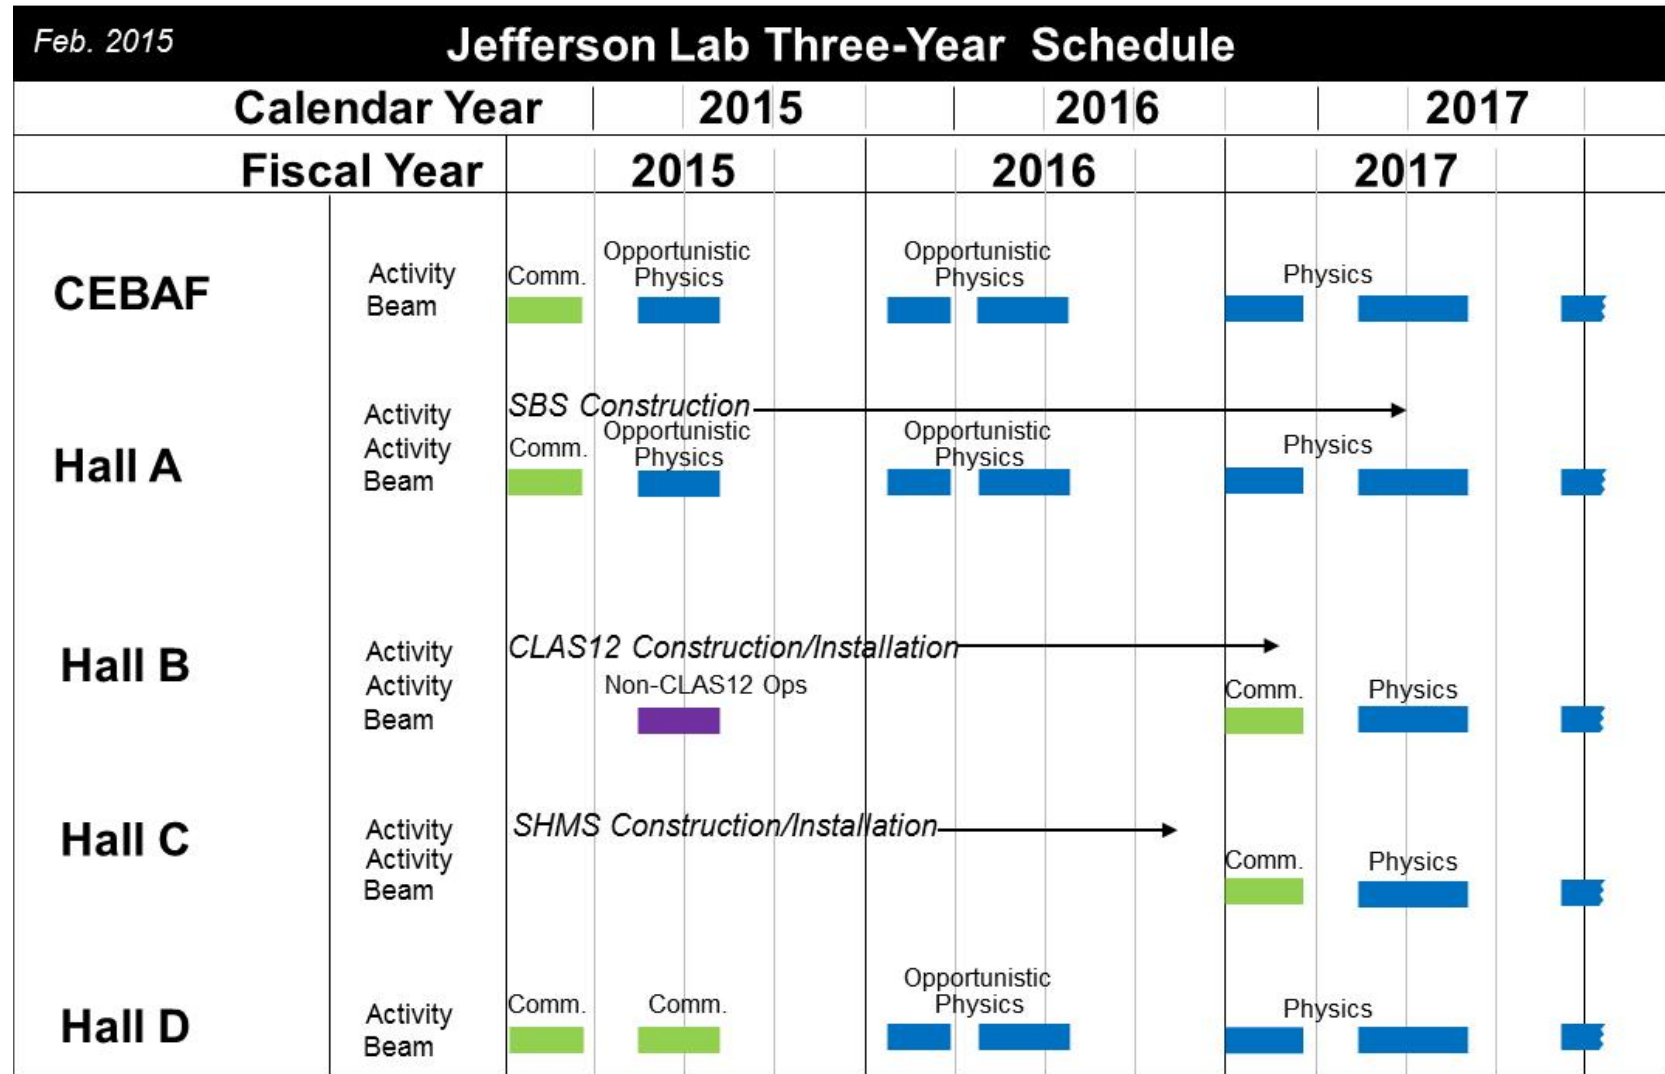 Feb. 2015 Jefferson Lab Three-Year Schedule
Calendar Year 2015 2016 2017
Fiscal Year 2015 2016 2017
CEBAF
Activity
Beam
Comm.
Opportunistic
Physics
Opportunistic
Physics
Physics
Hall A
Activity
Activity
Beam
SBS Construction
Comm.
Opportunistic
Physics
Opportunistic
Physics
Physics
Hall B
Activity
Activity
Beam
CLAS12 Construction/Installation
Non-CLAS12 Ops
Comm.
Physics
Hall C
Activity
Activity
Beam
SHMS Construction/Installation
Comm.
Physics
Hall D
Activity
Beam
Comm.
Comm.
Opportunistic
Physics
Physics